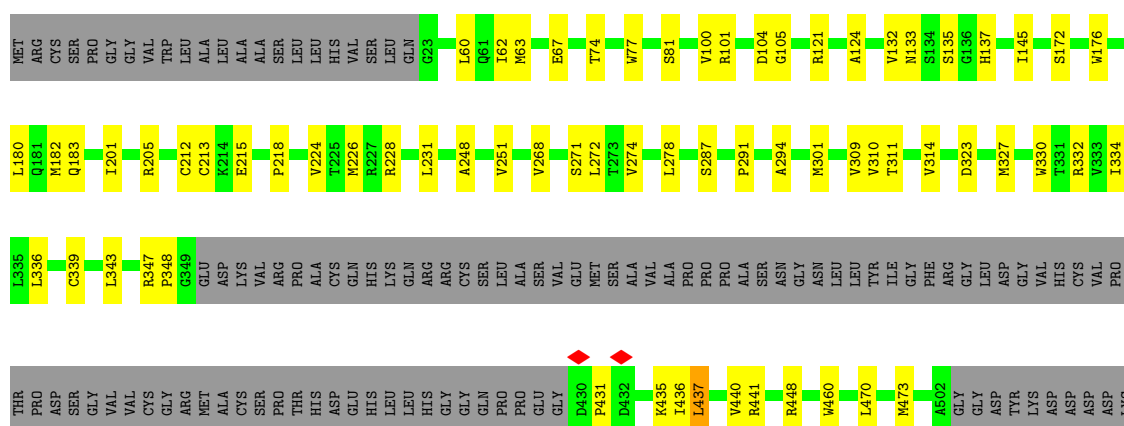 MET ARG CYS SER PRO GLY GLY VAL TRP LEU ALA LEU ALA ALA SER LEU LEU HIS VAL SER LEU GLN G23 L60 Q61 I62 M63 E67 T74 W77 S81 V100 R101 D104 G105 R121 A124 V132 N133 S134 S135 G136 H137 I145 S172 W176
L180 Q181 M182 Q183 I201 R205 C212 C213 K214 E215 P218 V224 T225 M226 R227 R228 L231 A248 V251 V268 S271 L272 T273 V274 L278 S287 P291 A294 M301 V309 V310 T311 V314 D323 M327 W330 T331 R332 V333 I334
L335 L336 C339 L343 R347 P348 G349 GLU ASP LYS VAL ARG PRO ALA CYS GLN HIS LYS GLN ARG ARG CYS SER LEU ALA SER VAL GLU MET SER ALA VAL ALA PRO PRO PRO ALA SER ASN GLY ASN LEU LEU TYR ILE GLY PHE ARG GLY LEU ASP GLY VAL HIS CYS VAL PRO
THR PRO ASP SER GLY VAL VAL CYS GLY ARG MET ALA CYS SER PRO THR HIS ASP GLU HIS LEU LEU HIS GLY GLY GLN PRO PRO GLU GLY D430 P431 D432 K435 I436 L437 V440 R441 R448 W460 L470 M473 A502 GLY GLY ASP TYR LYS ASP ASP ASP ASP